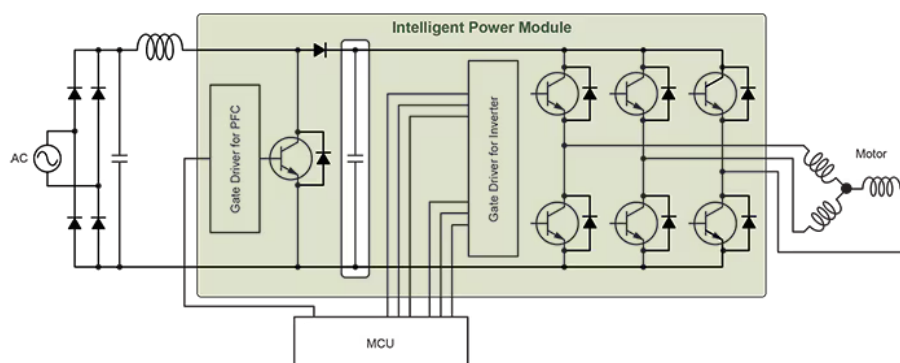 Intelligent Power Module
AC
Gate Driver for PFC
Gate Driver for Inverter
Motor
MCU